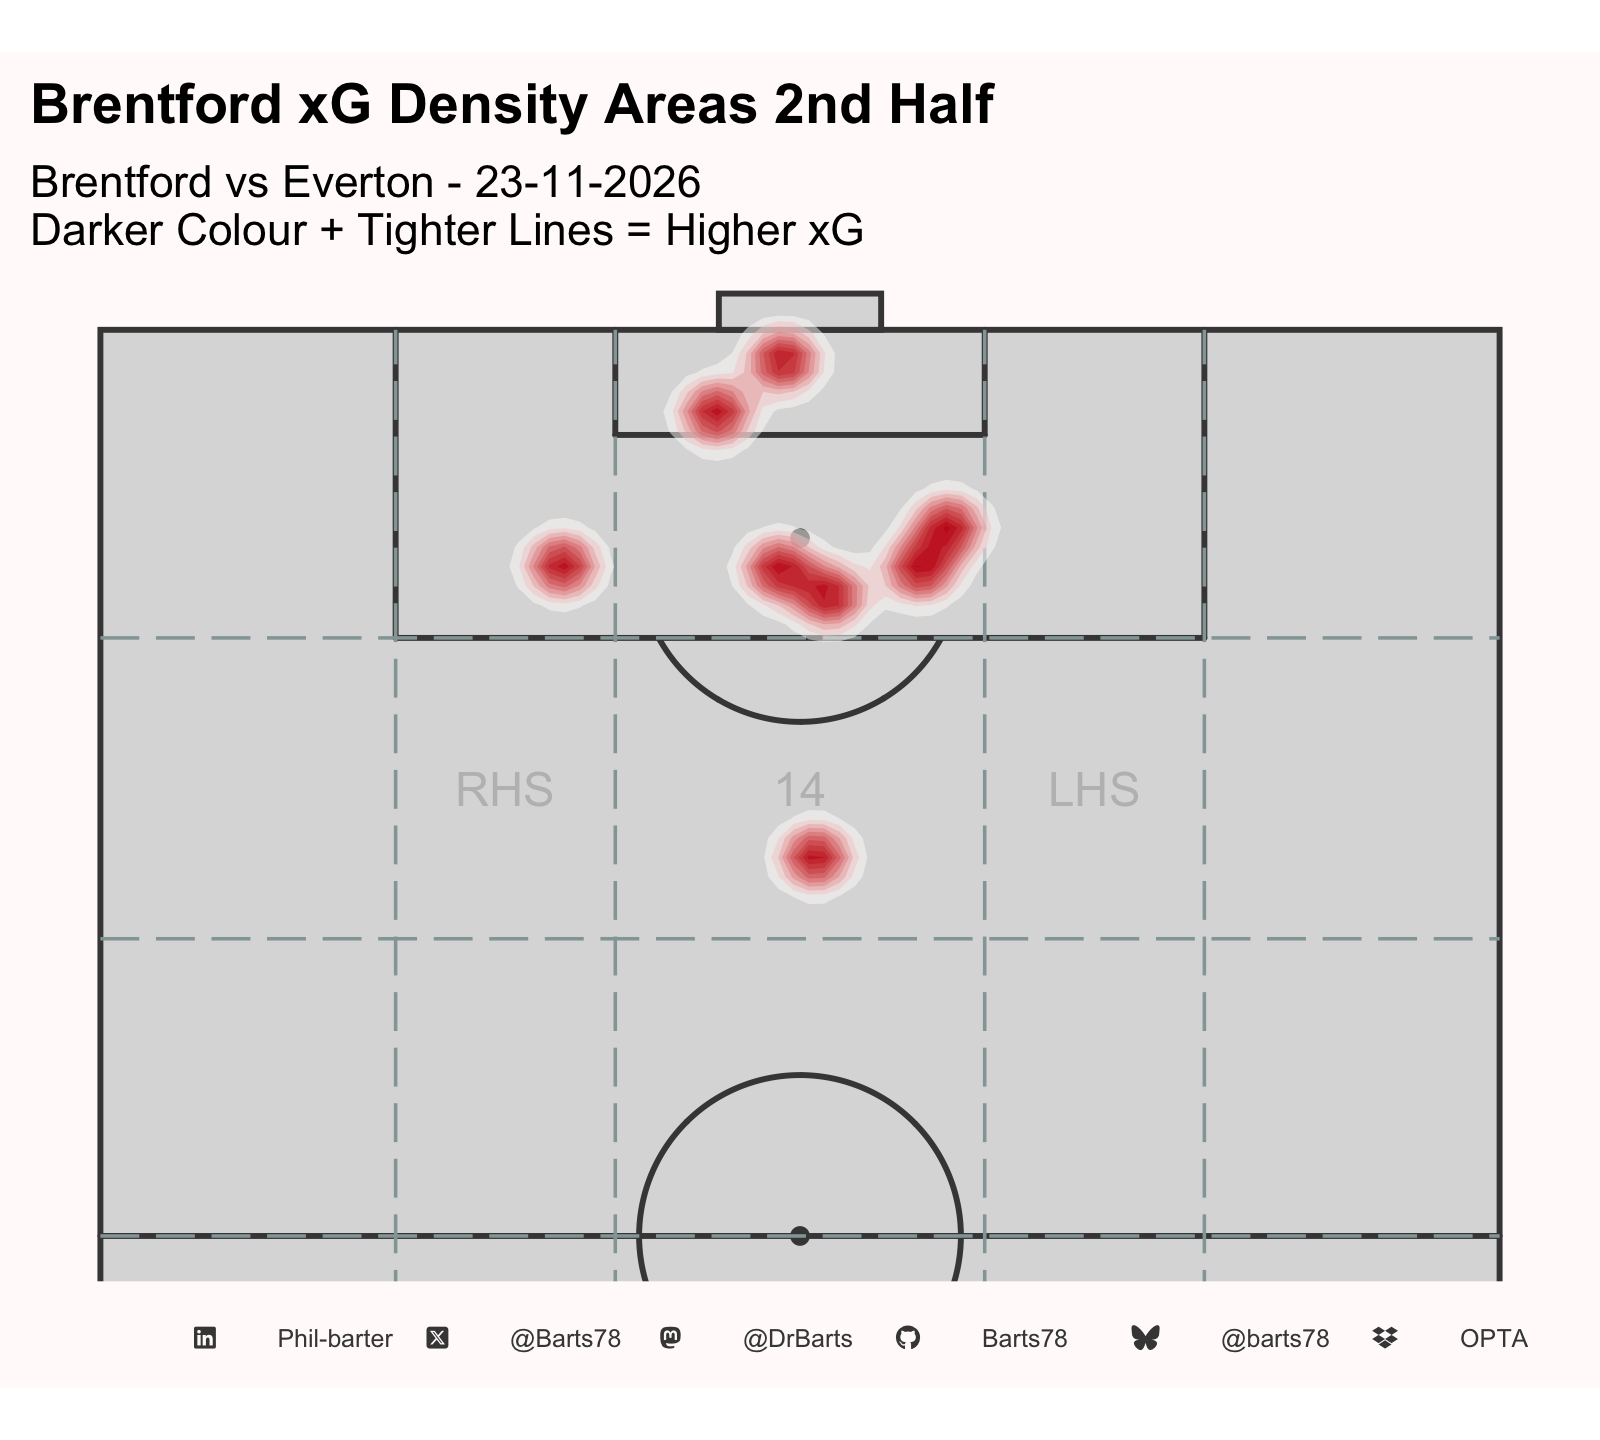 Brentford xG Density Areas 2nd Half
Brentford vs Everton - 23-11-2026
Darker Colour + Tighter Lines = Higher xG
RHS 14 LHS
Phil-barter @Barts78 @DrBarts Barts78 @barts78 OPTA